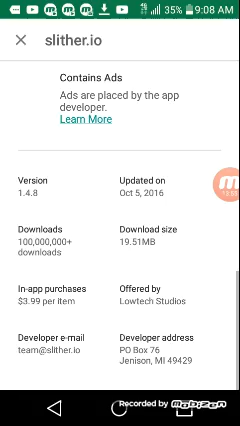 35% 9:08 AM
slither.io
Contains Ads
Ads are placed by the app
developer.
Learn More
Version
1.4.8
Updated on
Oct 5, 2016
Downloads
100,000,000+
downloads
Download size
19.51MB
In-app purchases
$3.99 per item
Offered by
Lowtech Studios
Developer e-mail
team@slither.io
Developer address
PO Box 76
Jenison, MI 49429
Recorded by mobizen